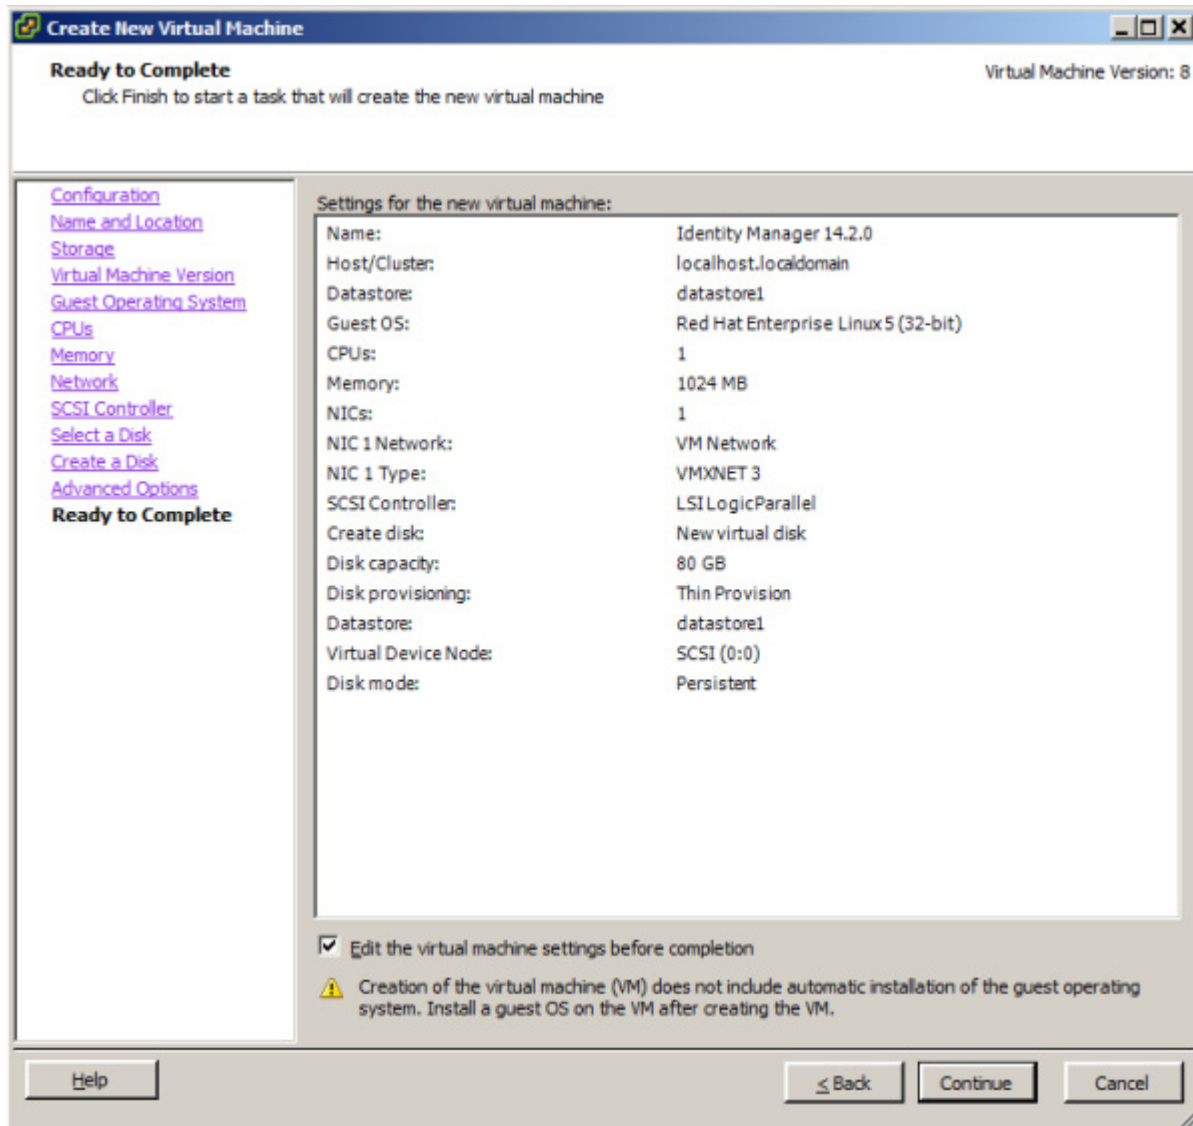 Create New Virtual Machine
Ready to Complete
Virtual Machine Version: 8
Click Finish to start a task that will create the new virtual machine
Configuration
Name and Location
Storage
Virtual Machine Version
Guest Operating System
CPUs
Memory
Network
SCSI Controller
Select a Disk
Create a Disk
Advanced Options
Ready to Complete
Settings for the new virtual machine:
Name: Identity Manager 14.2.0
Host/Cluster: localhost.localdomain
Datastore: datastore1
Guest OS: Red Hat Enterprise Linux 5 (32-bit)
CPUs: 1
Memory: 1024 MB
NICs: 1
NIC 1 Network: VM Network
NIC 1 Type: VMXNET 3
SCSI Controller: LSI Logic Parallel
Create disk: New virtual disk
Disk capacity: 80 GB
Disk provisioning: Thin Provision
Datastore: datastore1
Virtual Device Node: SCSI (0:0)
Disk mode: Persistent
Edit the virtual machine settings before completion
Creation of the virtual machine (VM) does not include automatic installation of the guest operating
system. Install a guest OS on the VM after creating the VM.
Help
< Back
Continue
Cancel